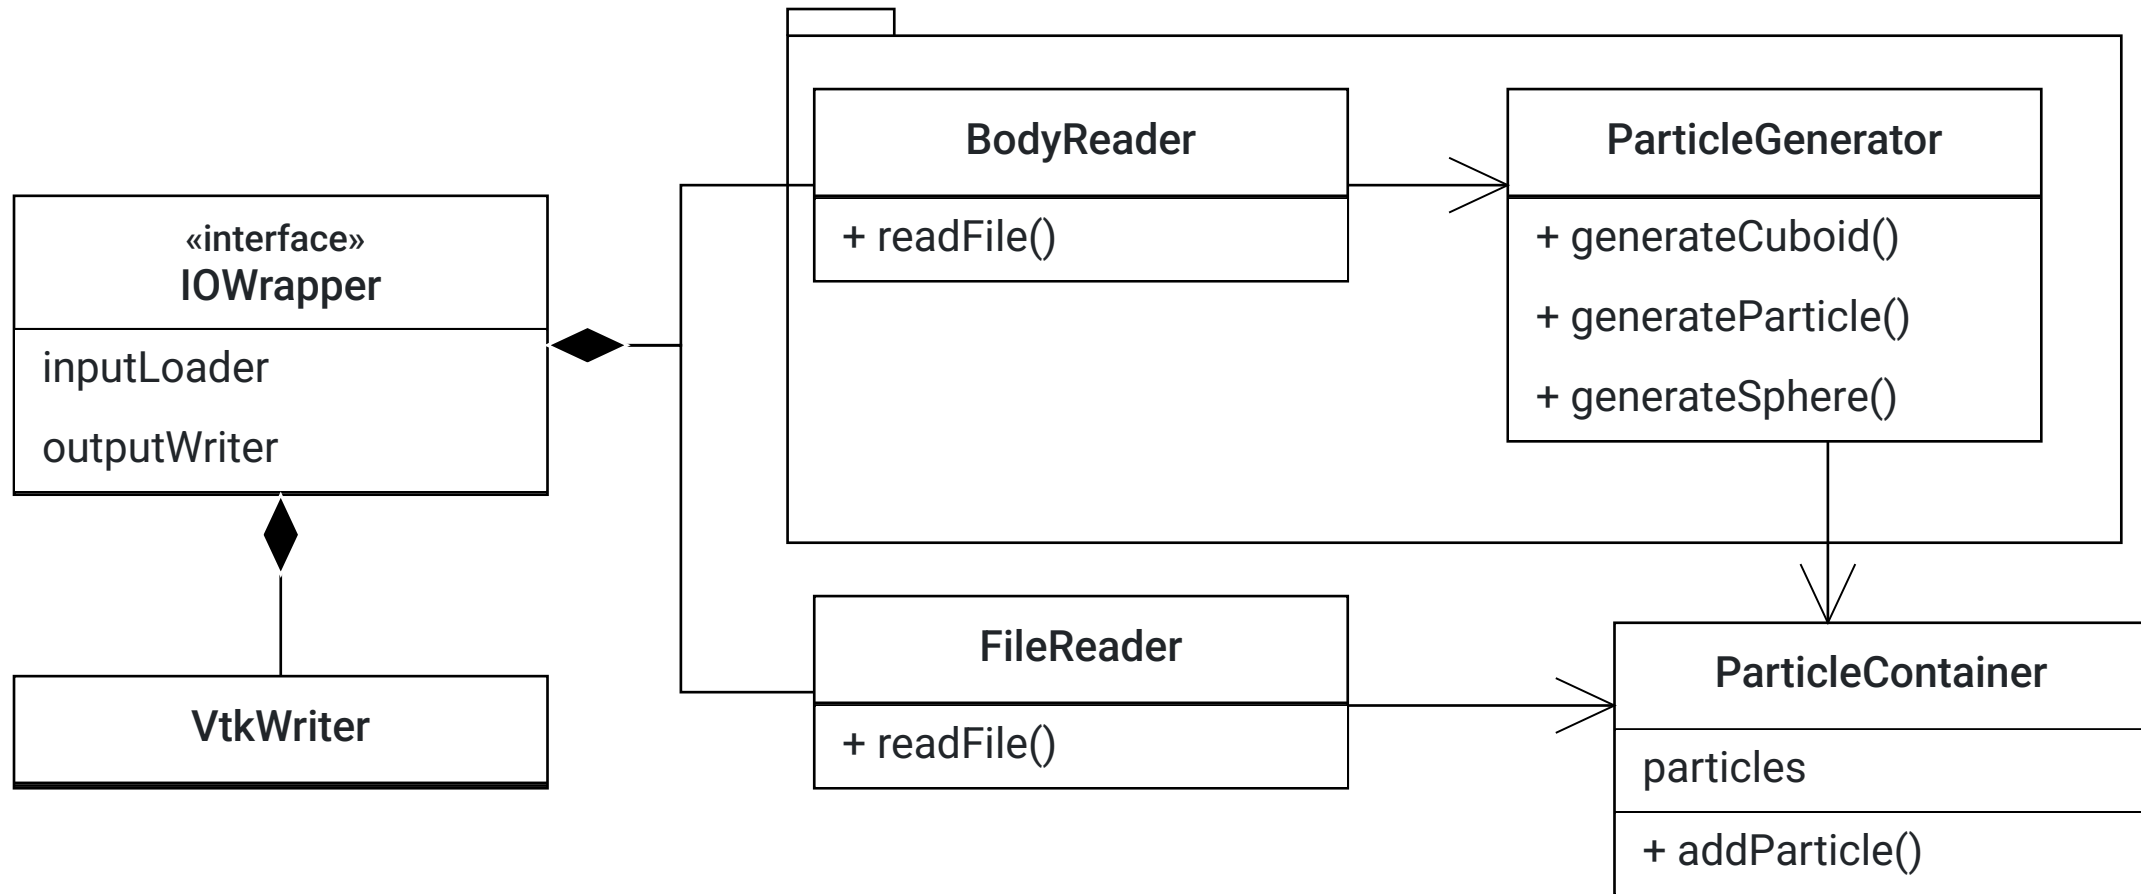 «interface»
IOWrapper
inputLoader
outputWriter
VtkWriter
BodyReader
+ readFile()
ParticleGenerator
+ generateCuboid()
+ generateParticle()
+ generateSphere()
FileReader
+ readFile()
ParticleContainer
particles
+ addParticle()